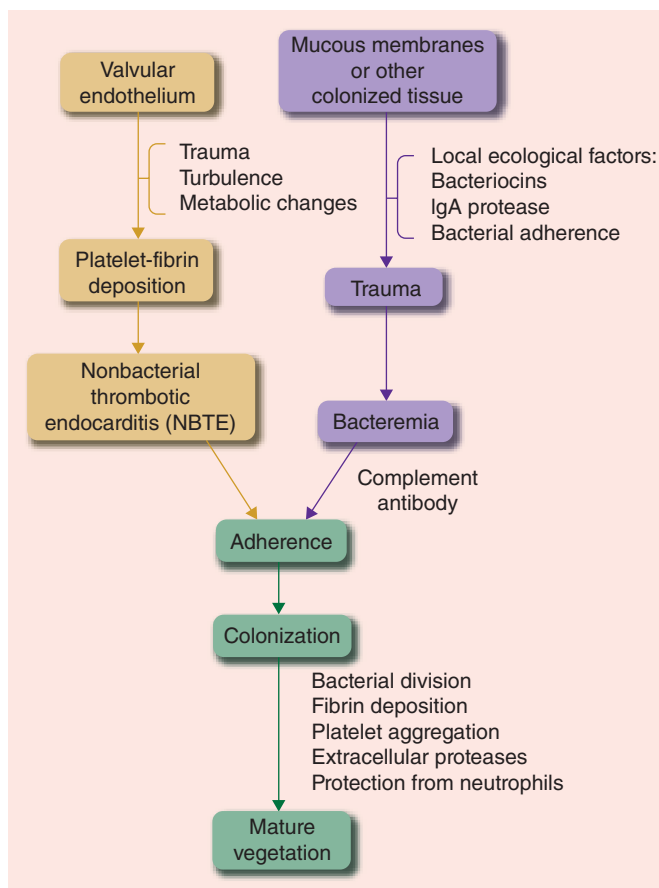 Valvular
endothelium
Mucous membranes
or other
colonized tissue
Trauma
Turbulence
Metabolic changes
Local ecological factors:
Bacteriocins
IgA protease
Bacterial adherence
Platelet-fibrin
deposition
Trauma
Nonbacterial
thrombotic
endocarditis (NBTE)
Bacteremia
Complement
antibody
Adherence
Colonization
Bacterial division
Fibrin deposition
Platelet aggregation
Extracellular proteases
Protection from neutrophils
Mature
vegetation